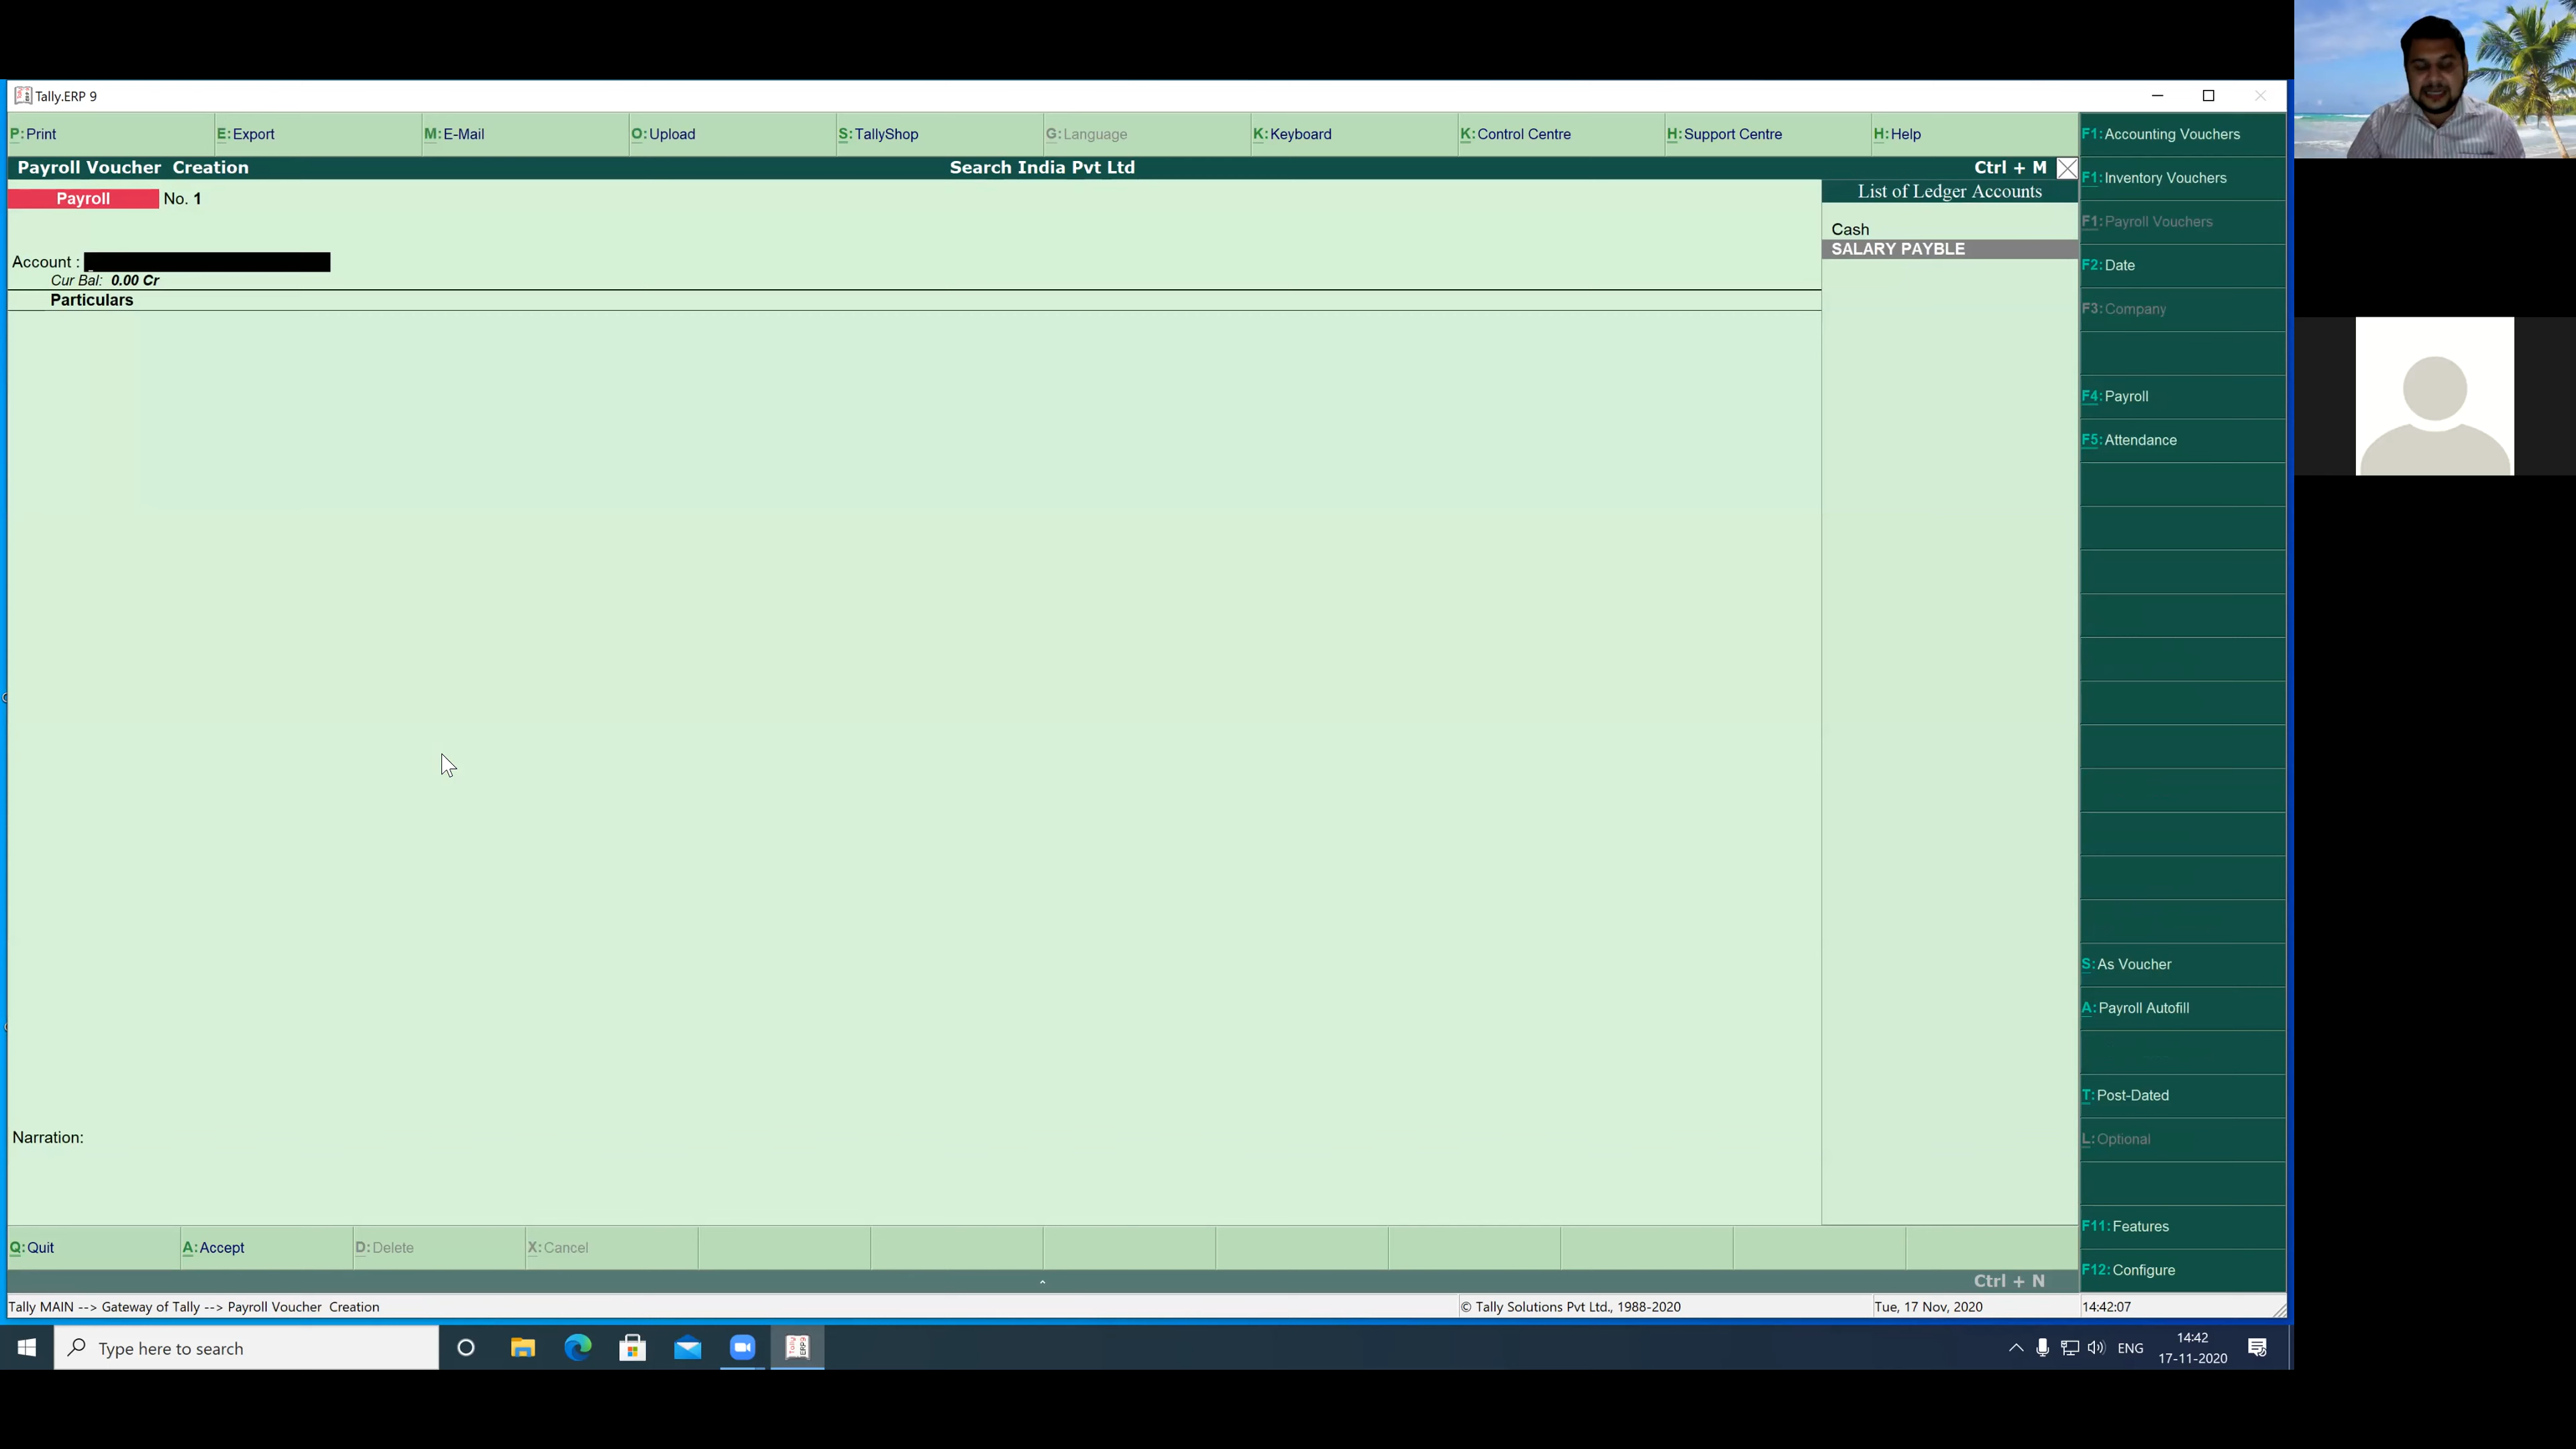 Tally.ERP 9
P: Print E: Export M: E-Mail O: Upload S: TallyShop G: Language K: Keyboard K: Control Centre H: Support Centre H: Help
Payroll Voucher Creation Search India Pvt Ltd Ctrl + M
Payroll No. 1
Account :
Cur Bal: 0.00 Cr
Particulars
List of Ledger Accounts
Cash
SALARY PAYBLE
F1: Accounting Vouchers
F1: Inventory Vouchers
F1: Payroll Vouchers
F2: Date
F3: Company
F4: Payroll
F5: Attendance
S: As Voucher
A: Payroll Autofill
T: Post-Dated
L: Optional
F11: Features
F12: Configure
Narration:
Q: Quit A: Accept D: Delete X: Cancel
Ctrl + N
Tally MAIN --> Gateway of Tally --> Payroll Voucher Creation © Tally Solutions Pvt Ltd., 1988-2020 Tue, 17 Nov, 2020 14:42:07
Type here to search
Tally
ERP9
ENG
14:42
17-11-2020